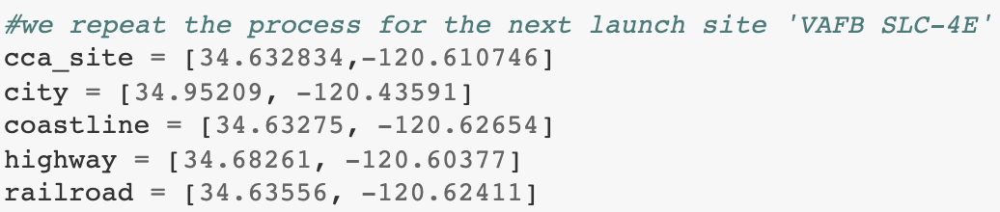 #we repeat the process for the next launch site 'VAFB SLC-4E'
cca_site = [34.632834,-120.610746]
city = [34.95209, -120.43591]
coastline = [34.63275, -120.62654]
highway = [34.68261, -120.60377]
railroad = [34.63556, -120.62411]